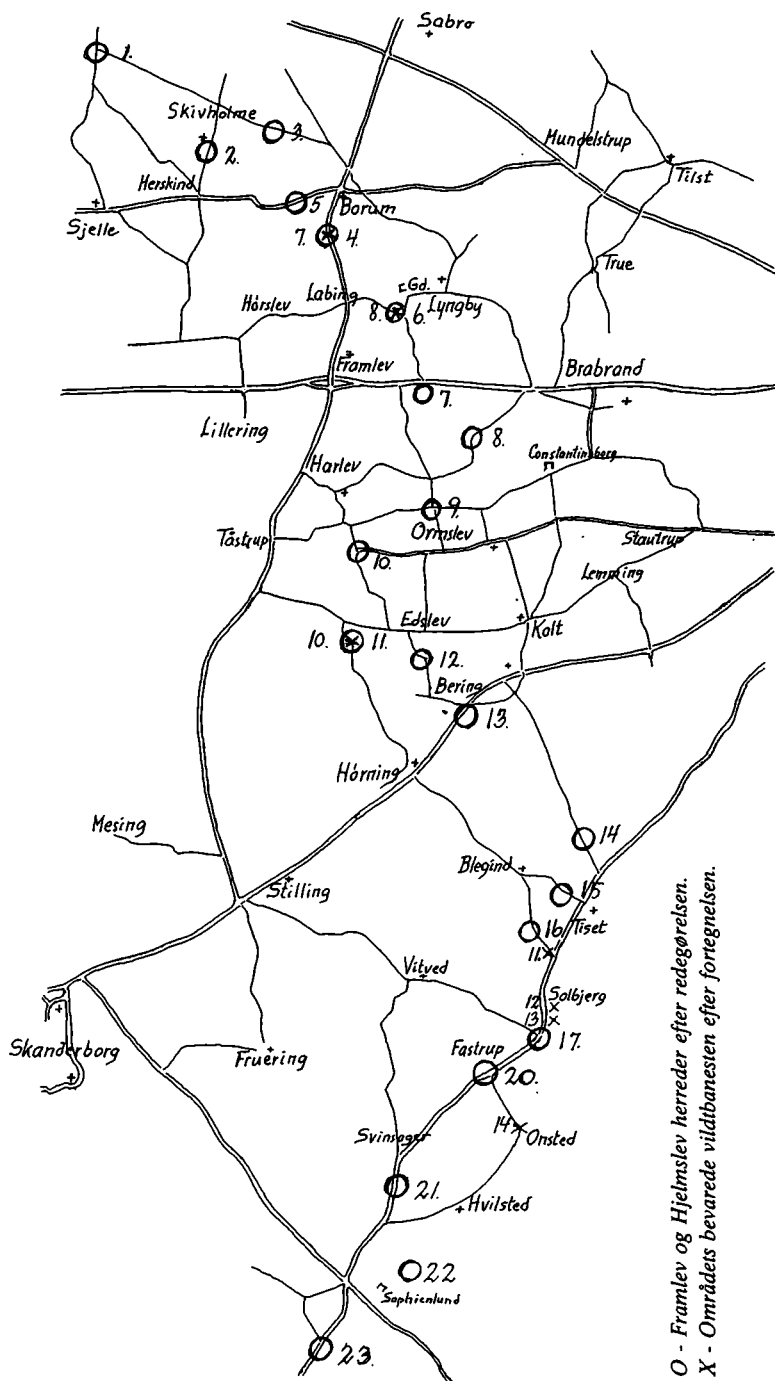 Sabro
1.
Skivholme
3.
2.
Mundelstrup
Tilst
Herskind
5
Borum
Sjelle
7. 4.
True
Gd.
Labing
Lyngby
Hørslev
8. 6.
Framlev
Brabrand
7.
Lillering
8.
Constantinsberg
Harlev
9.
Ormslev
Tåstrup
10.
Stautrup
Lemming
Edslev
Kolt
10. 11.
12.
Bering
13.
Hørning
14
Mesing
Blegind
15
Stilling
16
Tiset
11.
Vitved
12
Solbjerg
13
17.
Skanderborg
Fruering
Fastrup
20.
14
Onsted
Svinsager
21.
Hvilsted
22
Sophienlund
23.
O - Framlev og Hjelmslev herreder efter redegørelsen.
X - Områdets bevarede vildtbanesten efter fortegnelsen.